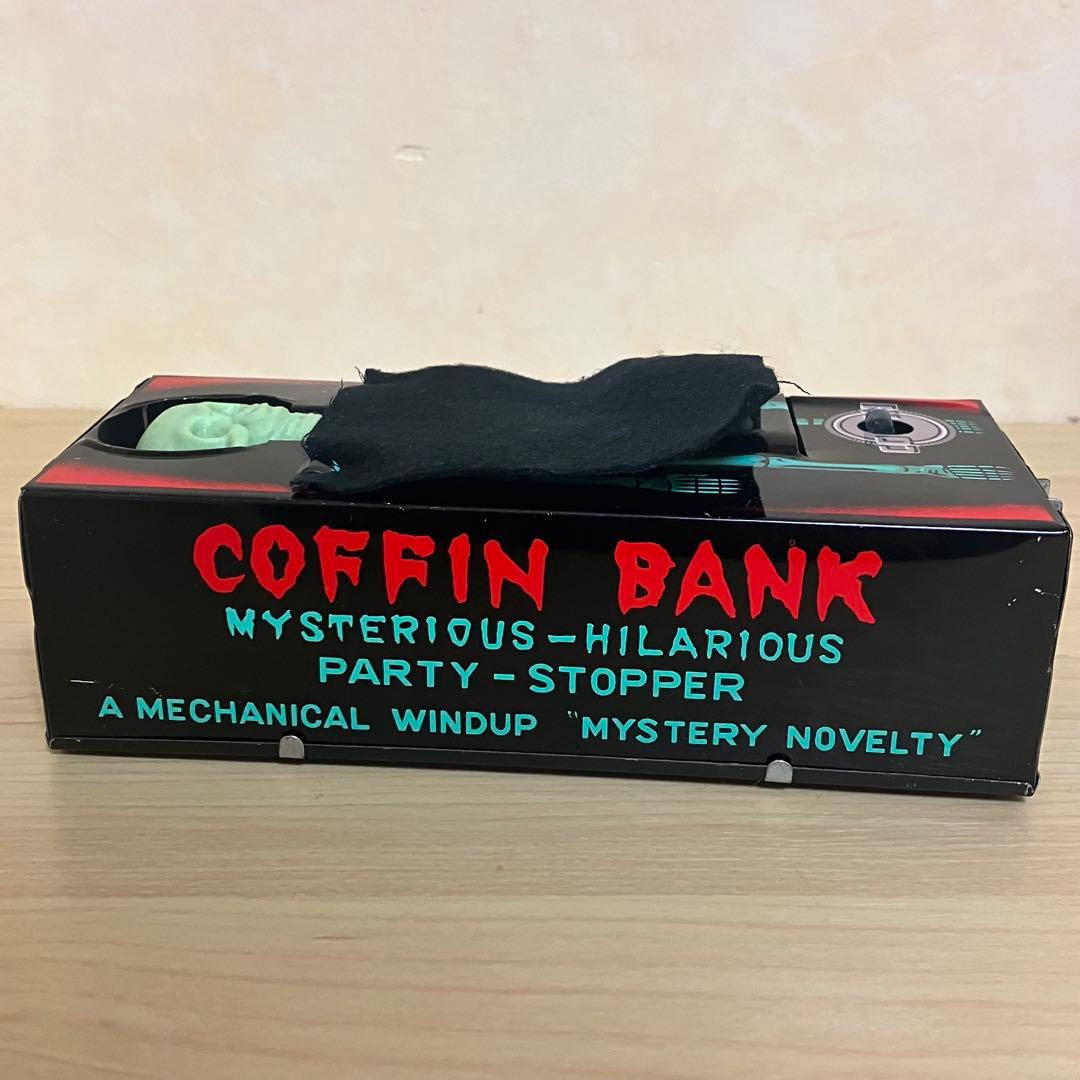 COFFIN BANK
MYSTERIOUS-HILARIOUS
PARTY-STOPPER
A MECHANICAL WINDUP "MYSTERY NOVELTY"